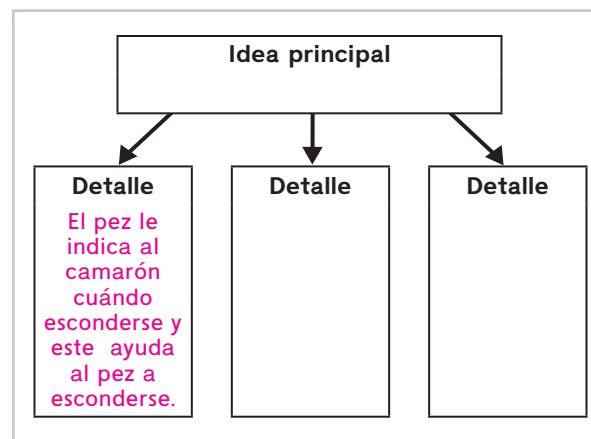 Idea principal
Detalle
El pez le
indica al
camarón
cuándo
esconderse y
este ayuda
al pez a
esconderse.
Detalle
Detalle